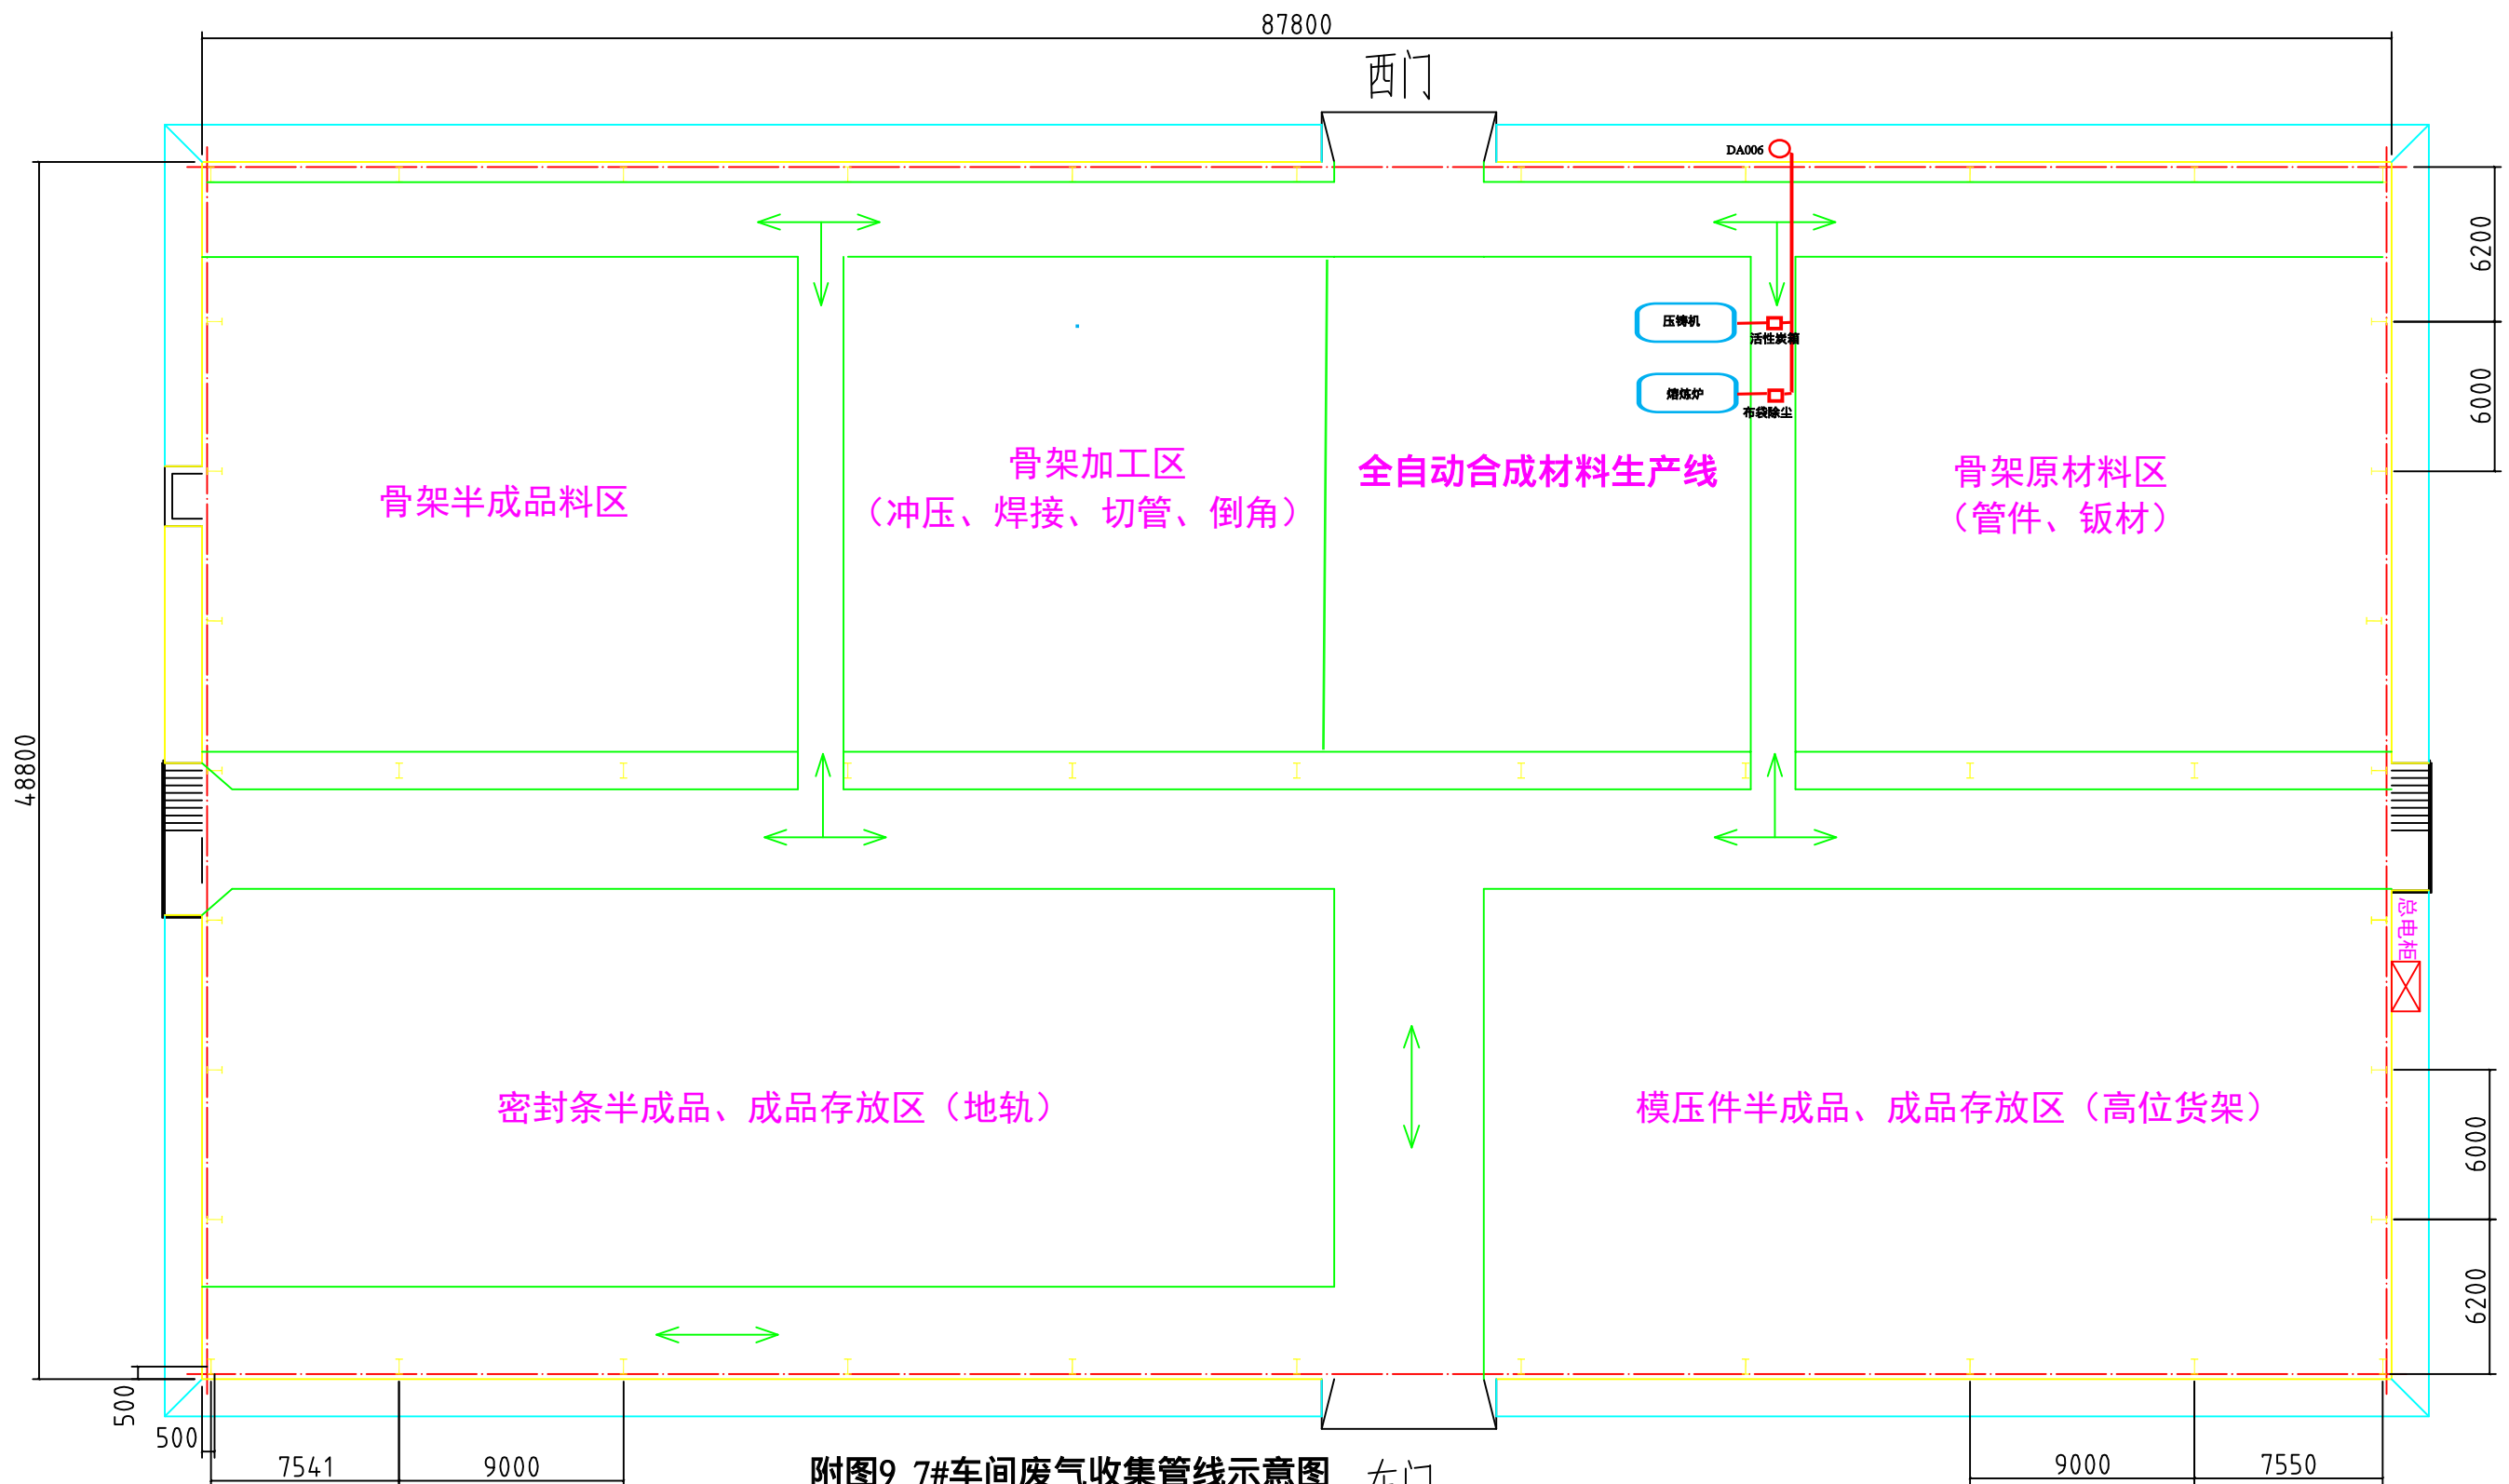 87800
西门
DA006
6200
压铸机
活性炭箱
6000
熔炼炉
布袋除尘
骨架加工区
(冲压、焊接、切管、倒角)
全自动合成材料生产线
骨架半成品料区
骨架原材料区
(管件、钣材)
48800
总电柜
密封条半成品、成品存放区(地轨)
模压件半成品、成品存放区(高位货架)
6000
6200
500
500
7541
9000
附图9 7#车间废气收集管线示意图
9000
7550